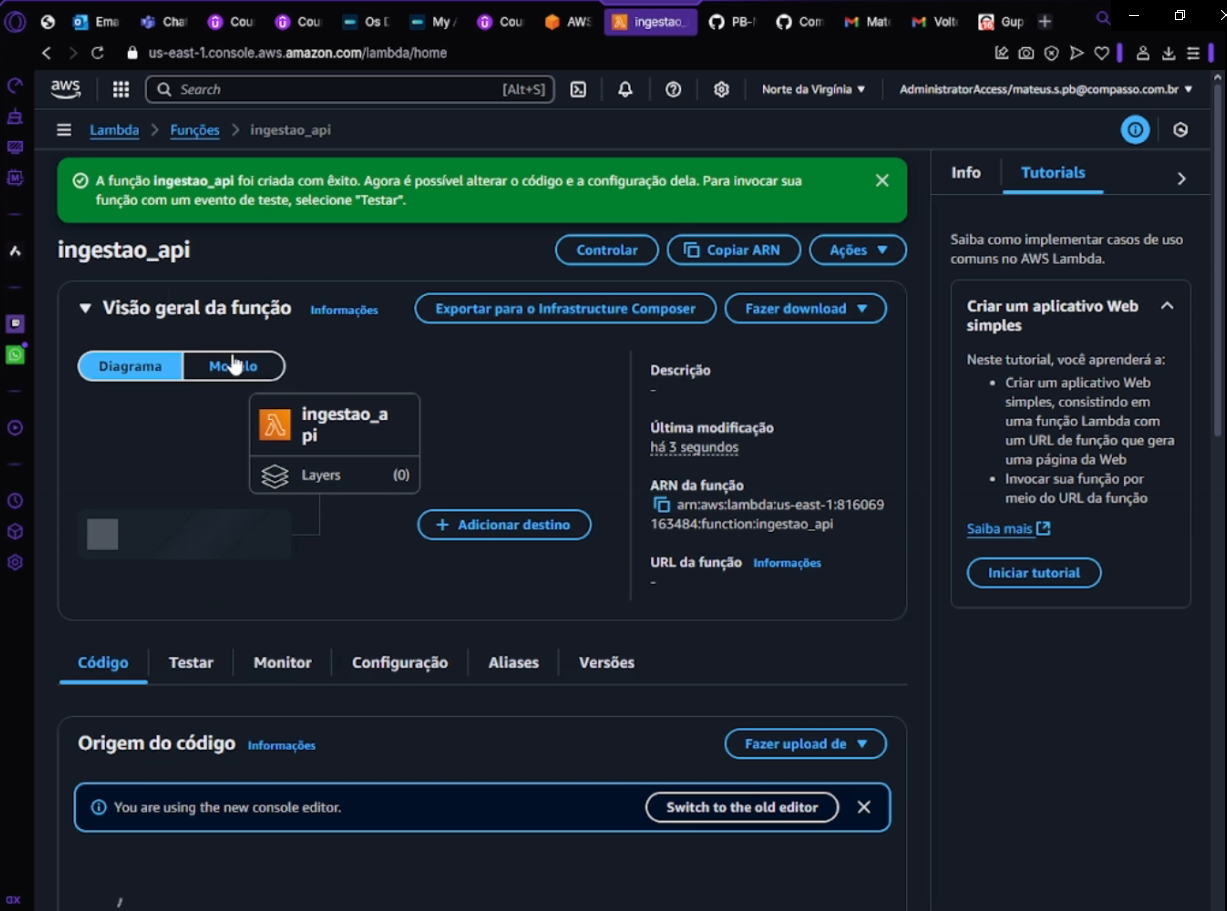 Ema
Cha
Cou
Cou
Os D
My A
Cou
AWS
ingestao_
PB-
Com
Mat
Volt
Gup
us-east-1.console.aws.amazon.com/lambda/home
aws
Search
[Alt+S]
Norte da Virgínia
AdministratorAccess/mateus.s.pb@compasso.com.br
Lambda
Funções
ingestao_api
A função ingestao_api foi criada com êxito. Agora é possível alterar o código e a configuração dela. Para invocar sua
função com um evento de teste, selecione "Testar".
ingestao_api
Controlar
Copiar ARN
Ações
Visão geral da função
Informações
Exportar para o Infrastructure Composer
Fazer download
Diagrama
ingestao_a
pi
Layers
(0)
Adicionar destino
Descrição
-
Última modificação
há 3 segundos
ARN da função
arn:aws:lambda:us-east-1:816069
163484:function:ingestao_api
URL da função
Informações
-
Código
Testar
Monitor
Configuração
Aliases
Versões
Origem do código
Informações
Fazer upload de
You are using the new console editor.
Switch to the old editor
Info
Tutorials
Saiba como implementar casos de uso
comuns no AWS Lambda.
Criar um aplicativo Web
simples
Neste tutorial, você aprenderá a:
• Criar um aplicativo Web
simples, consistindo em
uma função Lambda com
um URL de função que gera
uma página da Web
• Invocar sua função por
meio do URL da função
Saiba mais
Iniciar tutorial